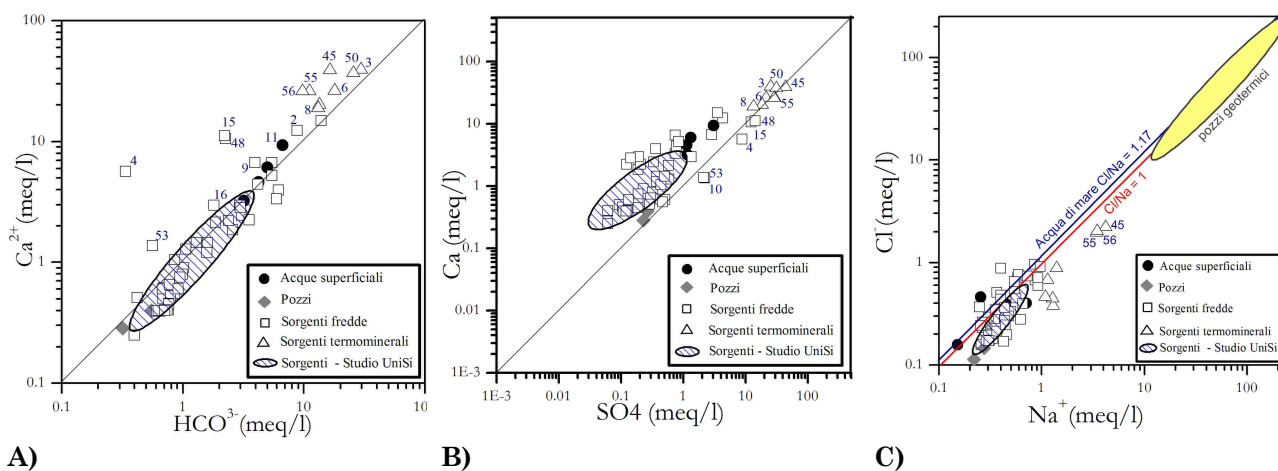 100
10
1
0.1
Ca²⁺ (meq/l)
45
50
3
55
56
6
8
2
15
48
11
4
9
16
53
Acque superficiali
Pozzi
Sorgenti fredde
Sorgenti termominerali
Sorgenti - Studio UniSi
0.1
1
10
10
HCO³⁻ (meq/l)
A)
100
10
1
0.1
0.01
1E-3
Ca (meq/l)
3
50
45
8
6
55
48
15
4
53
10
Acque superficiali
Pozzi
Sorgenti fredde
Sorgenti termominerali
Sorgenti - Studio UniSi
1E-3
0.01
0.1
1
10
100
SO4 (meq/l)
B)
100
10
1
0.1
Cl⁻ (meq/l)
Acqua di mare Cl/Na = 1,17
Cl/Na = 1
pozzi geotermici
45
55
56
Acque superficiali
Pozzi
Sorgenti fredde
Sorgenti termominerali
Sorgenti - Studio UniSi
0.1
1
10
100
Na⁺ (meq/l)
C)